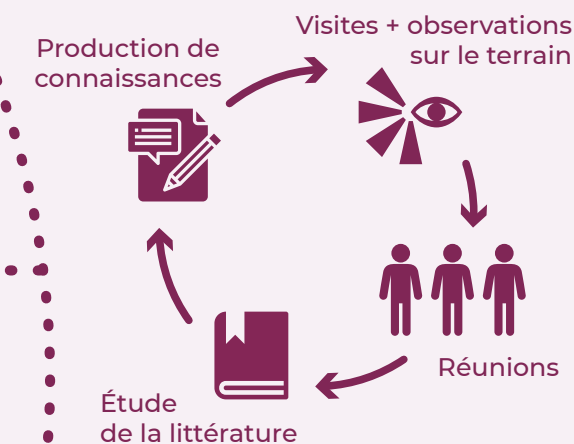 Production de
connaissances
Visites + observations
sur le terrain
Réunions
Étude
de la littérature